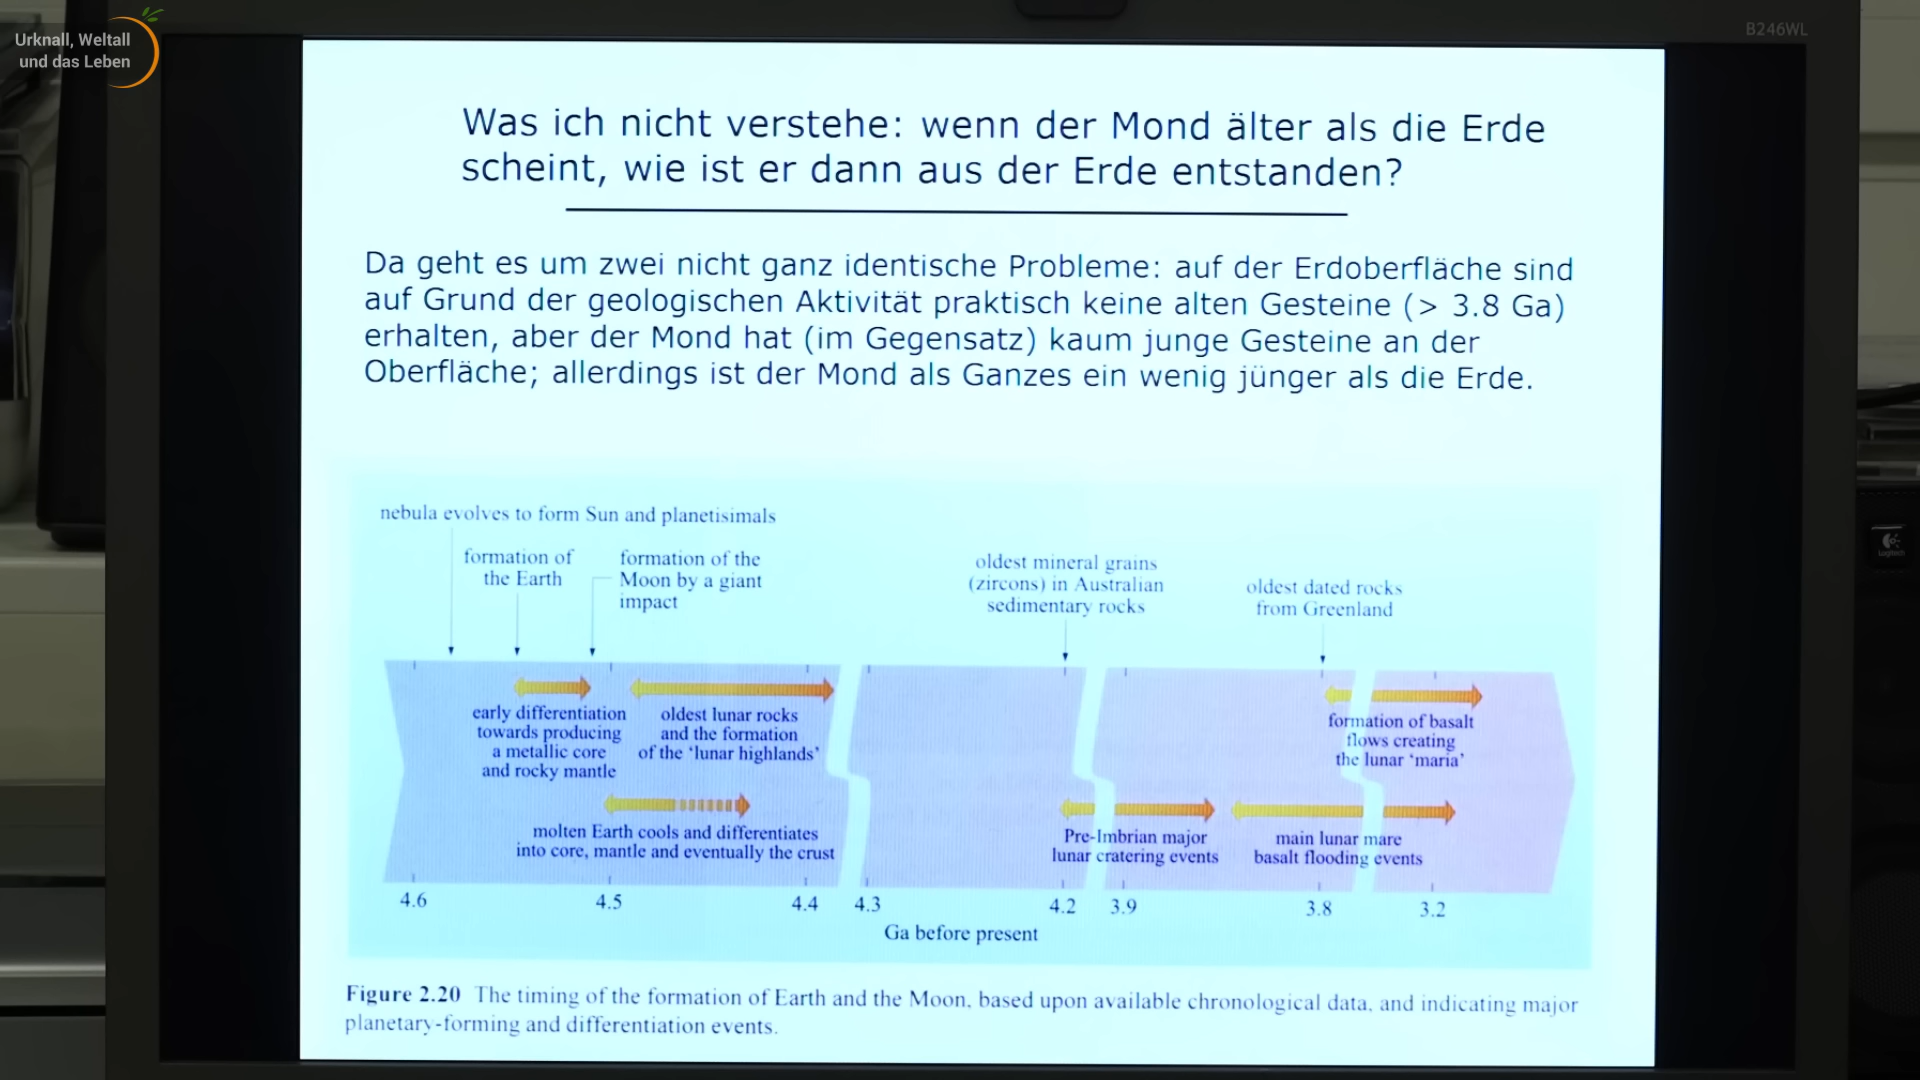 Urknall, Weltall
und das Leben
B246WL
Was ich nicht verstehe: wenn der Mond älter als die Erde
scheint, wie ist er dann aus der Erde entstanden?
Da geht es um zwei nicht ganz identische Probleme: auf der Erdoberfläche sind
auf Grund der geologischen Aktivität praktisch keine alten Gesteine (> 3.8 Ga)
erhalten, aber der Mond hat (im Gegensatz) kaum junge Gesteine an der
Oberfläche; allerdings ist der Mond als Ganzes ein wenig jünger als die Erde.
nebula evolves to form Sun and planetisimals
formation of
the Earth
formation of the
Moon by a giant
impact
oldest mineral grains
(zircons) in Australian
sedimentary rocks
oldest dated rocks
from Greenland
early differentiation
towards producing
a metallic core
and rocky mantle
oldest lunar rocks
and the formation
of the ‘lunar highlands’
formation of basalt
flows creating
the lunar ‘maria’
molten Earth cools and differentiates
into core, mantle and eventually the crust
Pre-Imbrian major
lunar cratering events
main lunar mare
basalt flooding events
4.6 4.5 4.4 4.3 4.2 3.9 3.8 3.2
Ga before present
Figure 2.20 The timing of the formation of Earth and the Moon, based upon available chronological data, and indicating major
planetary-forming and differentiation events.
Logitech